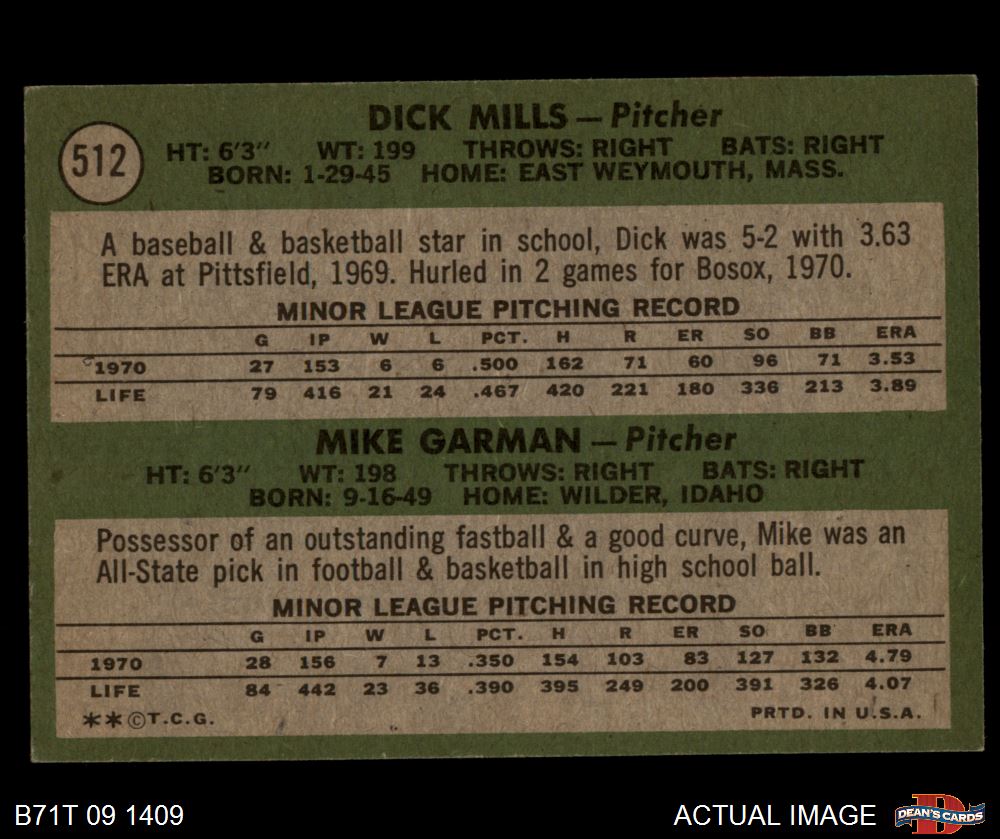 DICK MILLS — Pitcher
512
HT: 6'3" WT: 199 THROWS: RIGHT BATS: RIGHT
BORN: 1-29-45 HOME: EAST WEYMOUTH, MASS.
A baseball & basketball star in school, Dick was 5-2 with 3.63
ERA at Pittsfield, 1969. Hurled in 2 games for Bosox, 1970.
MINOR LEAGUE PITCHING RECORD
G IP W L PCT. H R ER SO BB ERA
1970 27 153 6 6 .500 162 71 60 96 71 3.53
LIFE 79 416 21 24 .467 420 221 180 336 213 3.89
MIKE GARMAN — Pitcher
HT: 6'3" WT: 198 THROWS: RIGHT BATS: RIGHT
BORN: 9-16-49 HOME: WILDER, IDAHO
Possessor of an outstanding fastball & a good curve, Mike was an
All-State pick in football & basketball in high school ball.
MINOR LEAGUE PITCHING RECORD
G IP W L PCT. H R ER SO BB ERA
1970 28 156 7 13 .350 154 103 83 127 132 4.79
LIFE 84 442 23 36 .390 395 249 200 391 326 4.07
**©T.C.G. PRTD. IN U.S.A.
B71T 09 1409 ACTUAL IMAGE
D
DEAN'S CARDS